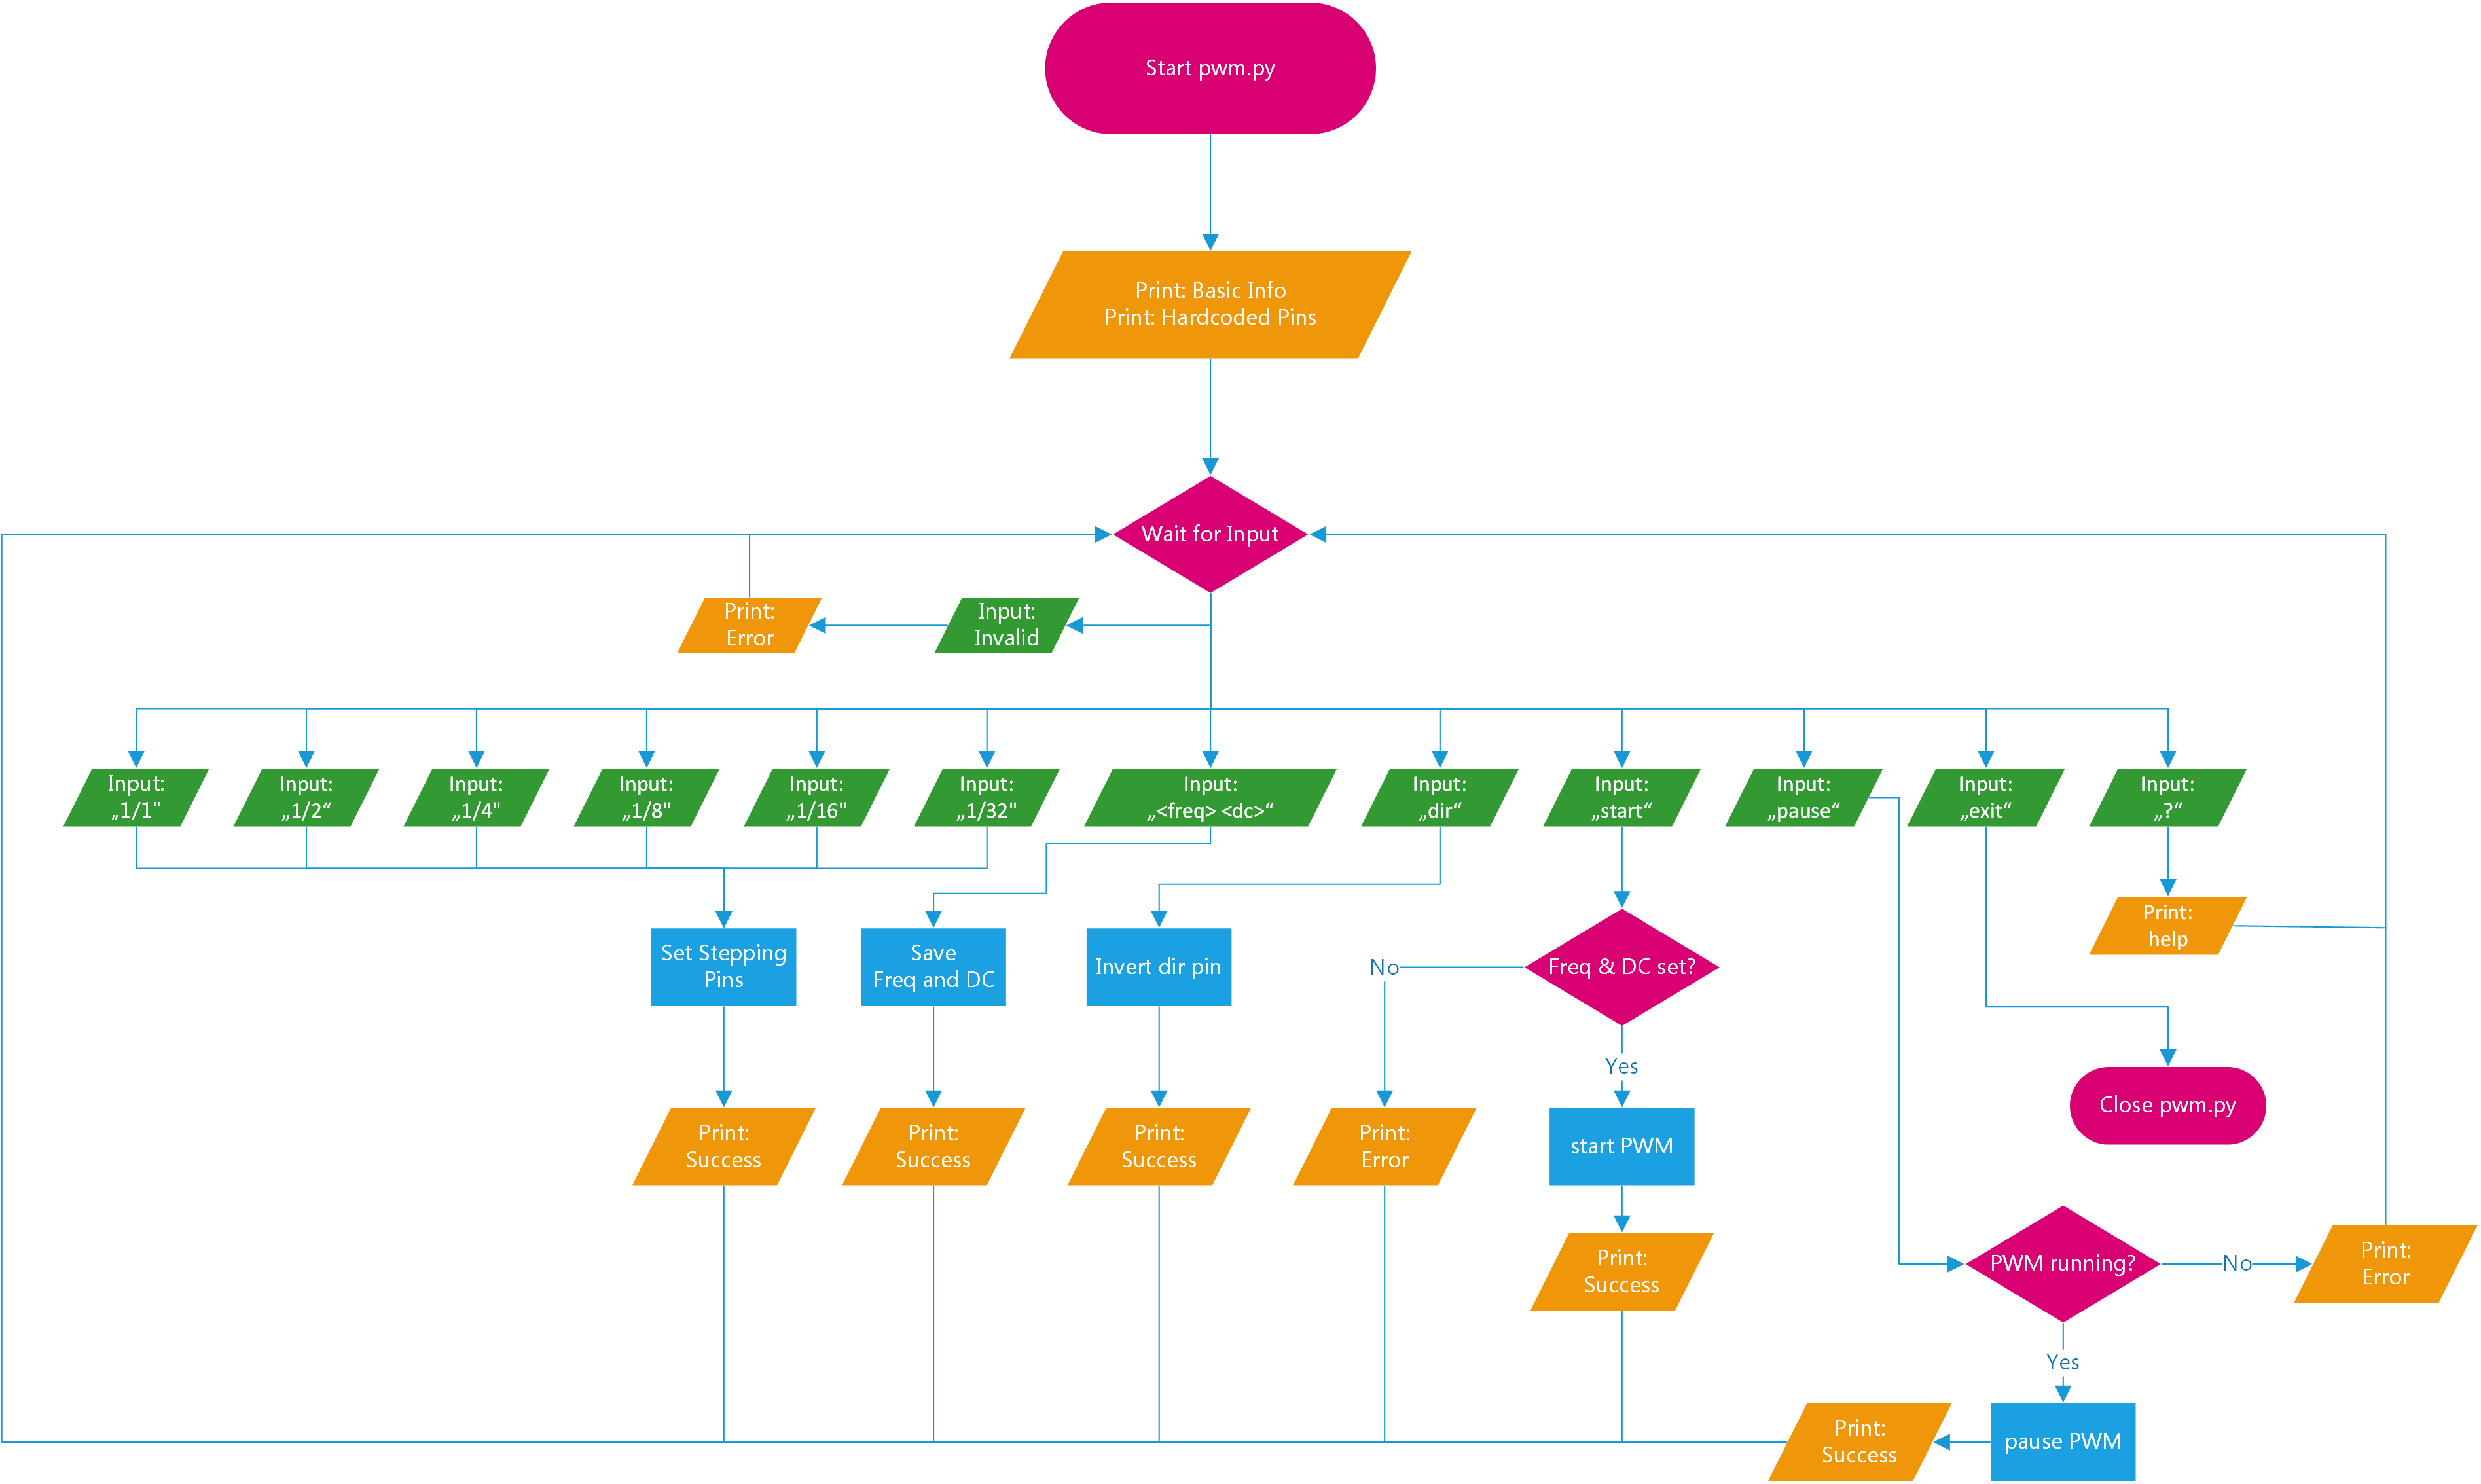 Start pwm.py
Print: Basic Info
Print: Hardcoded Pins
Wait for Input
Print:
Error
Input:
Invalid
Input:
„1/1"
Input:
„1/2“
Input:
„1/4"
Input:
„1/8"
Input:
„1/16"
Input:
„1/32"
Input:
„<freq> <dc>“
Input:
„dir“
Input:
„start“
Input:
„pause“
Input:
„exit“
Input:
„?“
Print:
help
Set Stepping
Pins
Save
Freq and DC
Invert dir pin
No
Freq & DC set?
Yes
Close pwm.py
Print:
Success
Print:
Success
Print:
Success
Print:
Error
start PWM
Print:
Success
PWM running?
No
Print:
Error
Yes
Print:
Success
pause PWM